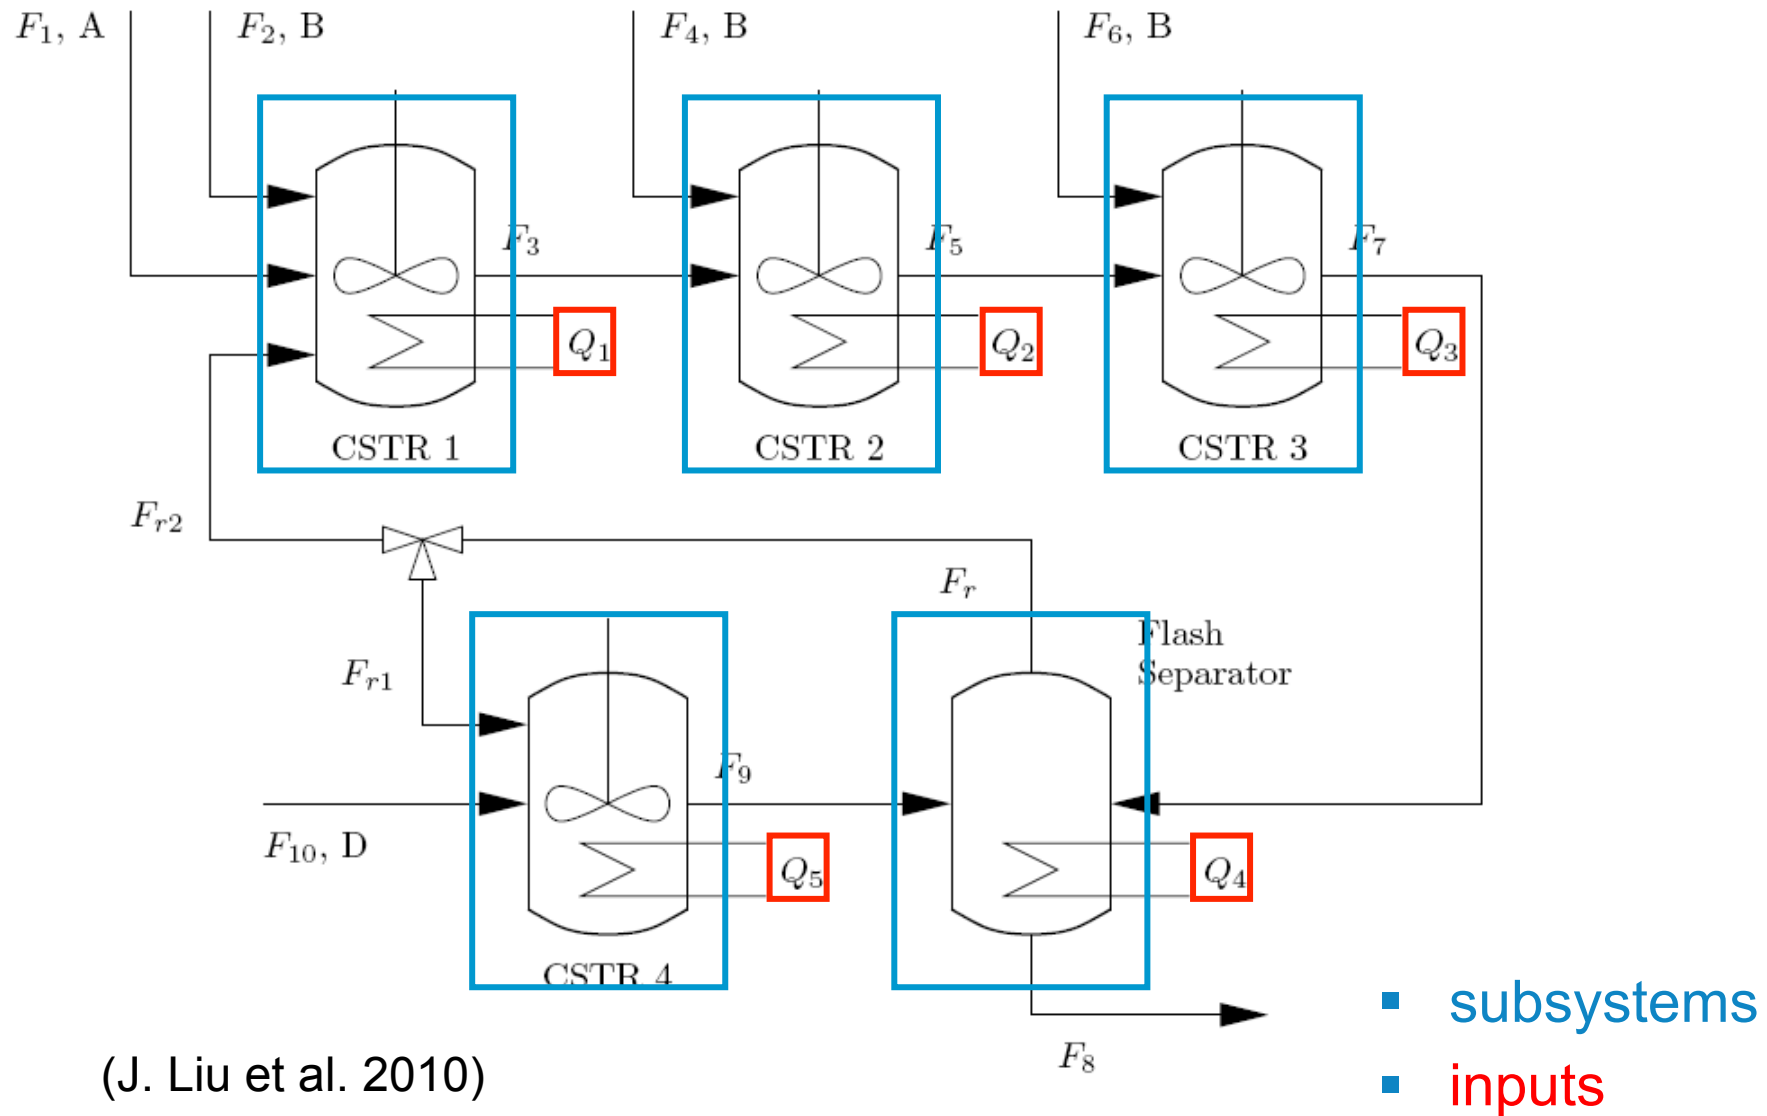 F1, A
F2, B
F4, B
F6, B
F3
F5
F7
Q1
Q2
Q3
CSTR 1
CSTR 2
CSTR 3
Fr2
Fr
Flash
Separator
Fr1
F9
F10, D
Q5
Q4
CSTR 4
F8
(J. Liu et al. 2010)
▪ subsystems
▪ inputs